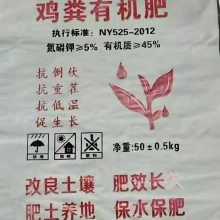 鸡粪有机肥
执行标准：NY525-2012
氮磷钾≥5% 有机质≥45%
抗倒伏
抗重茬
抗低温
促生长
净重:50±0.5kg
改良土壤 肥效长
肥土养地 保水保肥